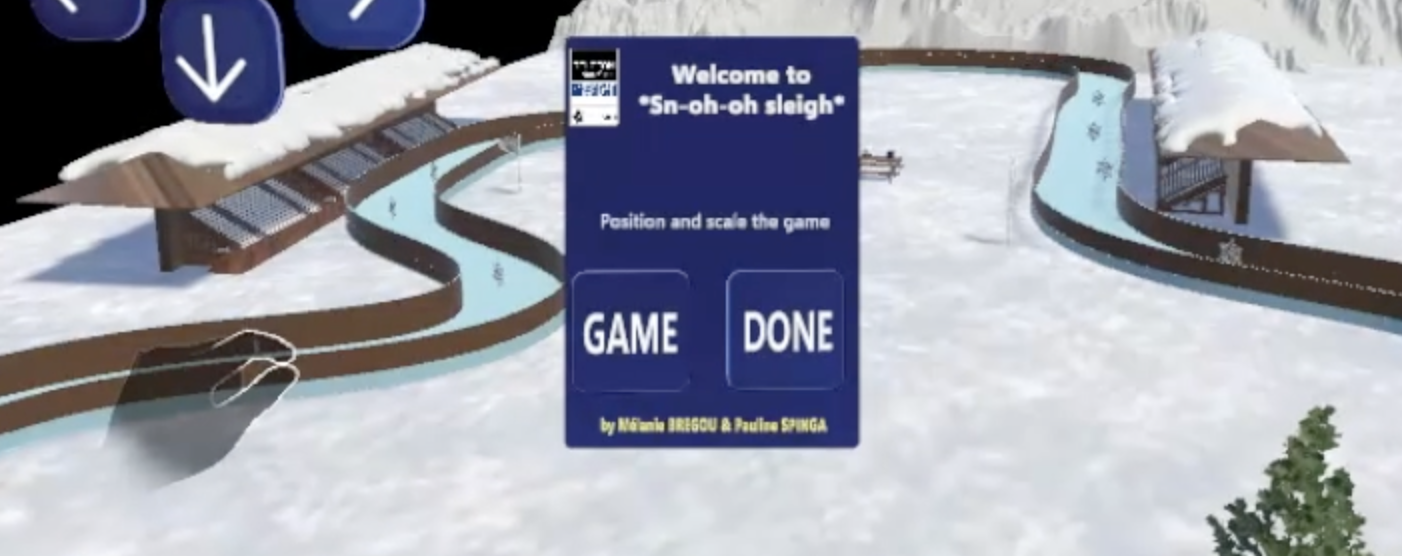 Welcome to
*Sn-oh-oh sleigh*
Position and scale the game
GAME
DONE
by Mélanie BREGOU & Pauline SPINGA